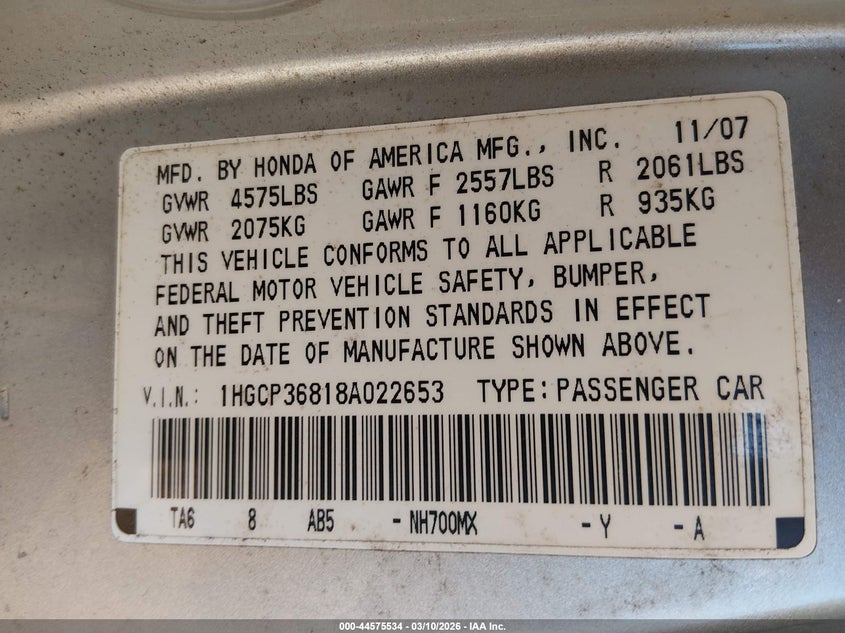 MFD. BY HONDA OF AMERICA MFG., INC. 11/07
GVWR 4575LBS GAWR F 2557LBS R 2061LBS
GVWR 2075KG GAWR F 1160KG R 935KG
THIS VEHICLE CONFORMS TO ALL APPLICABLE
FEDERAL MOTOR VEHICLE SAFETY, BUMPER,
AND THEFT PREVENTION STANDARDS IN EFFECT
ON THE DATE OF MANUFACTURE SHOWN ABOVE.
V.I.N.: 1HGCP36818A022653 TYPE:PASSENGER CAR
TA6 8 AB5 -NH700MX -Y -A
000-44575534 - 03/10/2026 - IAA Inc.